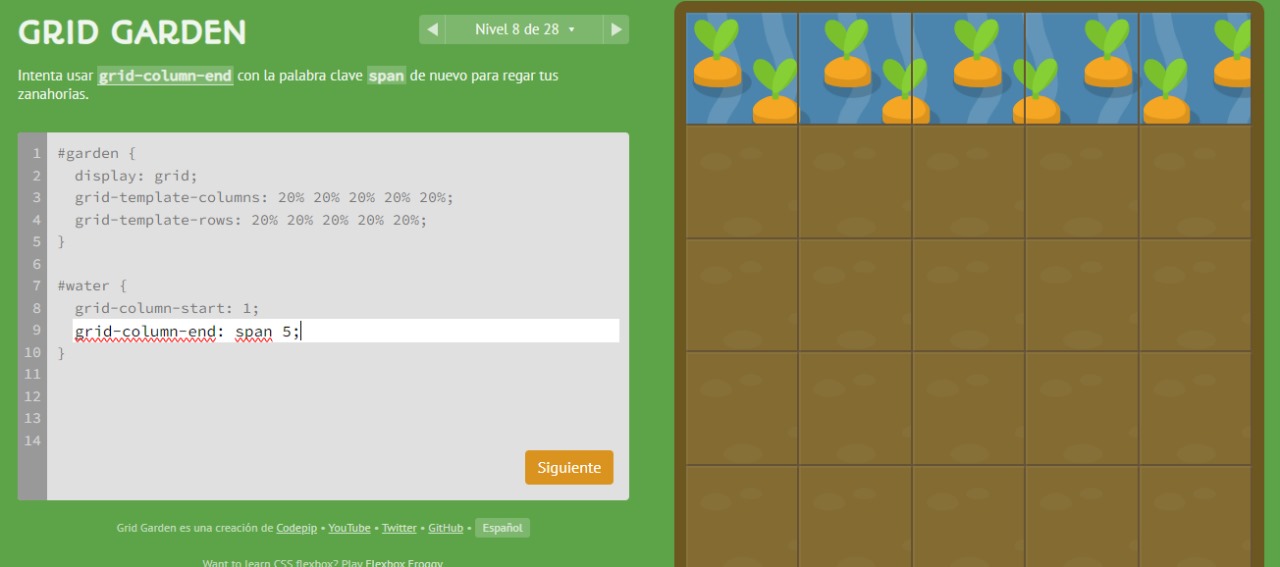 GRID GARDEN
◀ Nivel 8 de 28 ▾ ▶
Intenta usar grid-column-end con la palabra clave span de nuevo para regar tus
zanahorias.
1 #garden {
2 display: grid;
3 grid-template-columns: 20% 20% 20% 20% 20%;
4 grid-template-rows: 20% 20% 20% 20% 20%;
5 }
6
7 #water {
8 grid-column-start: 1;
9 grid-column-end: span 5;
10 }
11
12
13
14
Siguiente
Grid Garden es una creación de Codepip • YouTube • Twitter • GitHub • Español
Want to learn CSS flexbox? Play Flexbox Froggy.